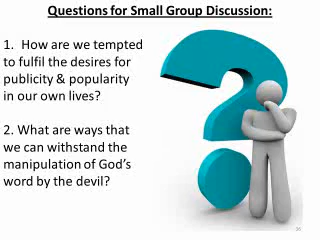 Questions for Small Group Discussion:
1. How are we tempted
to fulfil the desires for
publicity & popularity
in our own lives?
2. What are ways that
we can withstand the
manipulation of God's
word by the devil?